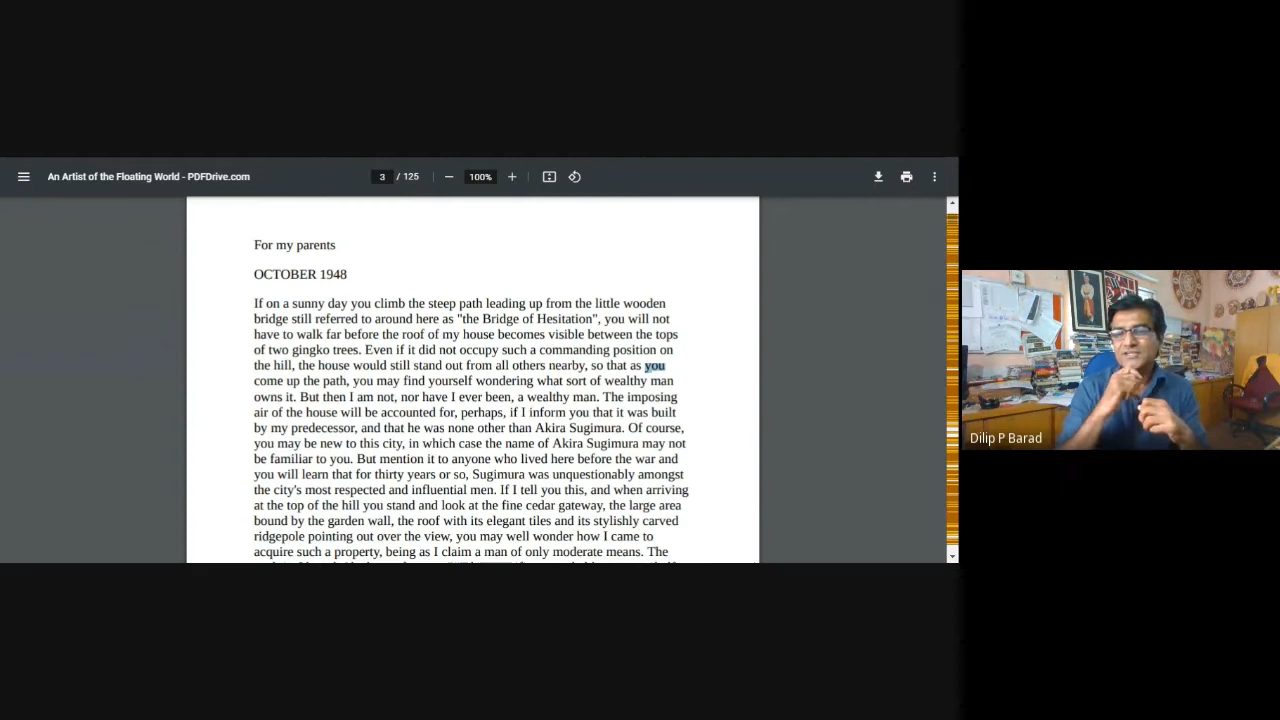 An Artist of the Floating World - PDFDrive.com
3 / 125
100%
For my parents
OCTOBER 1948
If on a sunny day you climb the steep path leading up from the little wooden
bridge still referred to around here as "the Bridge of Hesitation", you will not
have to walk far before the roof of my house becomes visible between the tops
of two gingko trees. Even if it did not occupy such a commanding position on
the hill, the house would still stand out from all others nearby, so that as you
come up the path, you may find yourself wondering what sort of wealthy man
owns it. But then I am not, nor have I ever been, a wealthy man. The imposing
air of the house will be accounted for, perhaps, if I inform you that it was built
by my predecessor, and that he was none other than Akira Sugimura. Of course,
you may be new to this city, in which case the name of Akira Sugimura may not
be familiar to you. But mention it to anyone who lived here before the war and
you will learn that for thirty years or so, Sugimura was unquestionably amongst
the city's most respected and influential men. If I tell you this, and when arriving
at the top of the hill you stand and look at the fine cedar gateway, the large area
bound by the garden wall, the roof with its elegant tiles and its stylishly carved
ridgepole pointing out over the view, you may well wonder how I came to
acquire such a property, being as I claim a man of only moderate means. The
Dilip P Barad